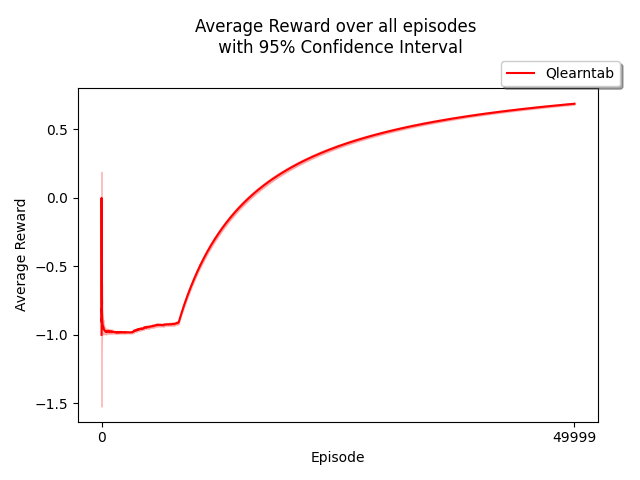 Average Reward over all episodes
with 95% Confidence Interval
Qlearntab
0.5
0.0
−0.5
−1.0
−1.5
Average Reward
0
49999
Episode